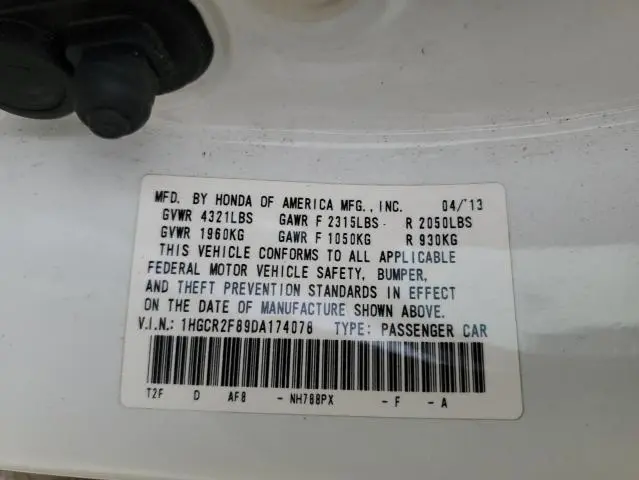 MFD. BY HONDA OF AMERICA MFG., INC. 04/13
GVWR 4321LBS GAWR F 2315LBS R 2050LBS
GVWR 1960KG GAWR F 1050KG R 930KG
THIS VEHICLE CONFORMS TO ALL APPLICABLE
FEDERAL MOTOR VEHICLE SAFETY, BUMPER,
AND THEFT PREVENTION STANDARDS IN EFFECT
ON THE DATE OF MANUFACTURE SHOWN ABOVE.
V.I.N.: 1HGCR2F89DA174078 TYPE: PASSENGER CAR
T2F D AF8 - NH788PX - F - A